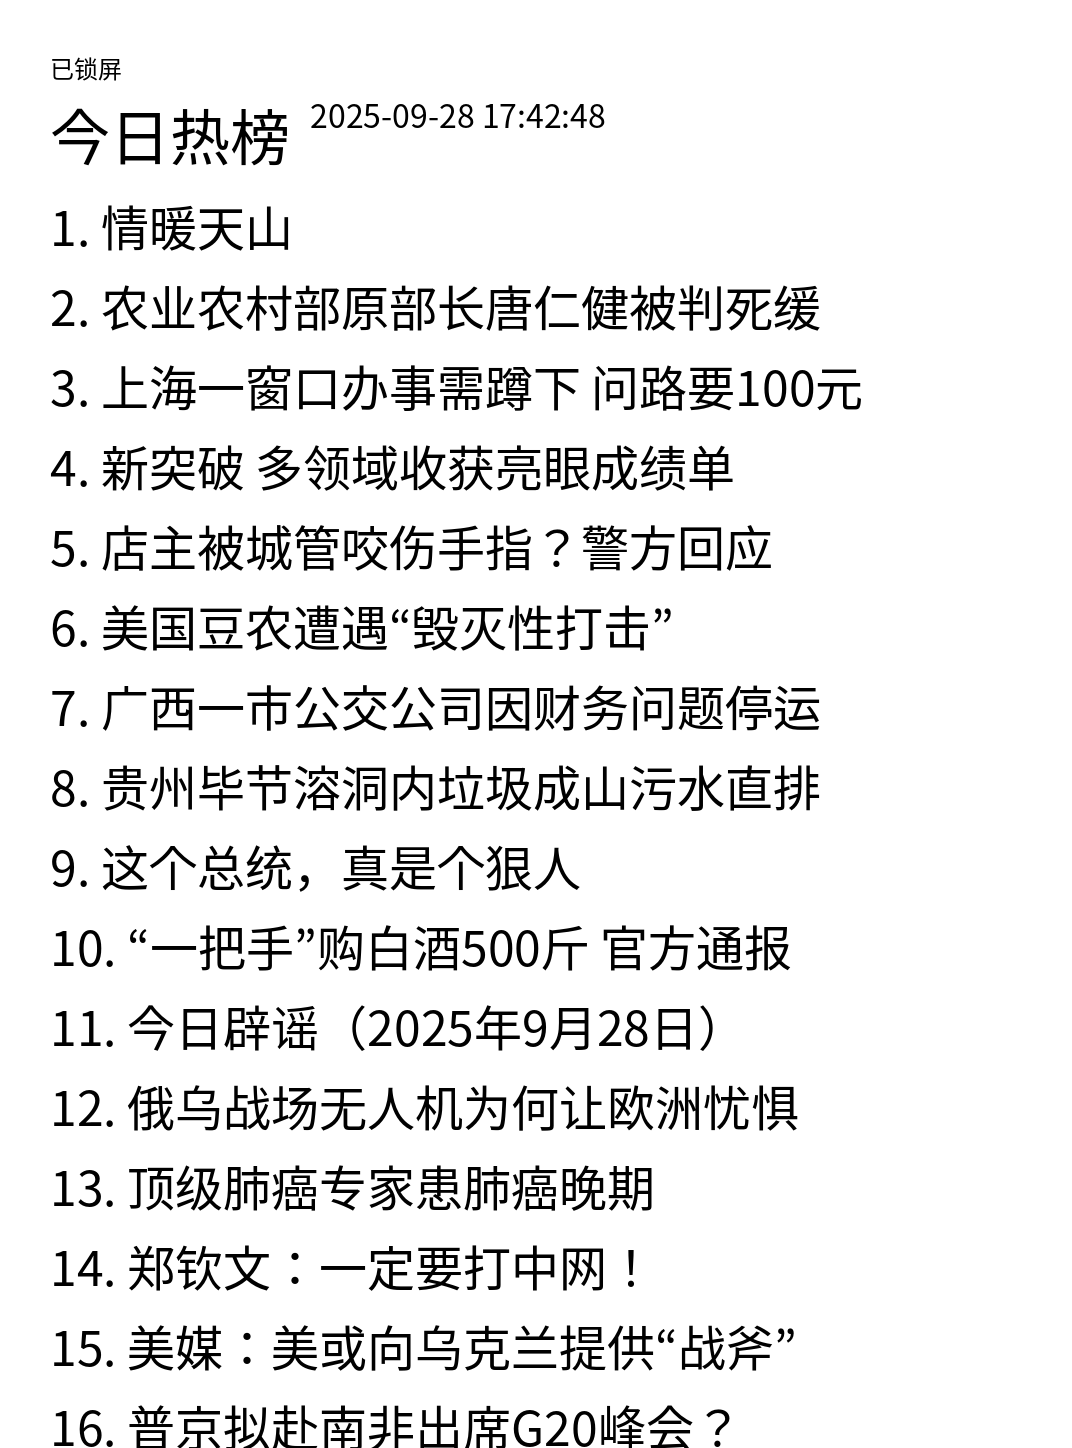 已锁屏
今日热榜 2025-09-28 17:42:48
1. 情暖天山
2. 农业农村部原部长唐仁健被判死缓
3. 上海一窗口办事需蹲下 问路要100元
4. 新突破 多领域收获亮眼成绩单
5. 店主被城管咬伤手指？警方回应
6. 美国豆农遭遇“毁灭性打击”
7. 广西一市公交公司因财务问题停运
8. 贵州毕节溶洞内垃圾成山污水直排
9. 这个总统，真是个狠人
10. “一把手”购白酒500斤 官方通报
11. 今日辟谣（2025年9月28日）
12. 俄乌战场无人机为何让欧洲忧惧
13. 顶级肺癌专家患肺癌晚期
14. 郑钦文：一定要打中网！
15. 美媒：美或向乌克兰提供“战斧”
16. 普京拟赴南非出席G20峰会？